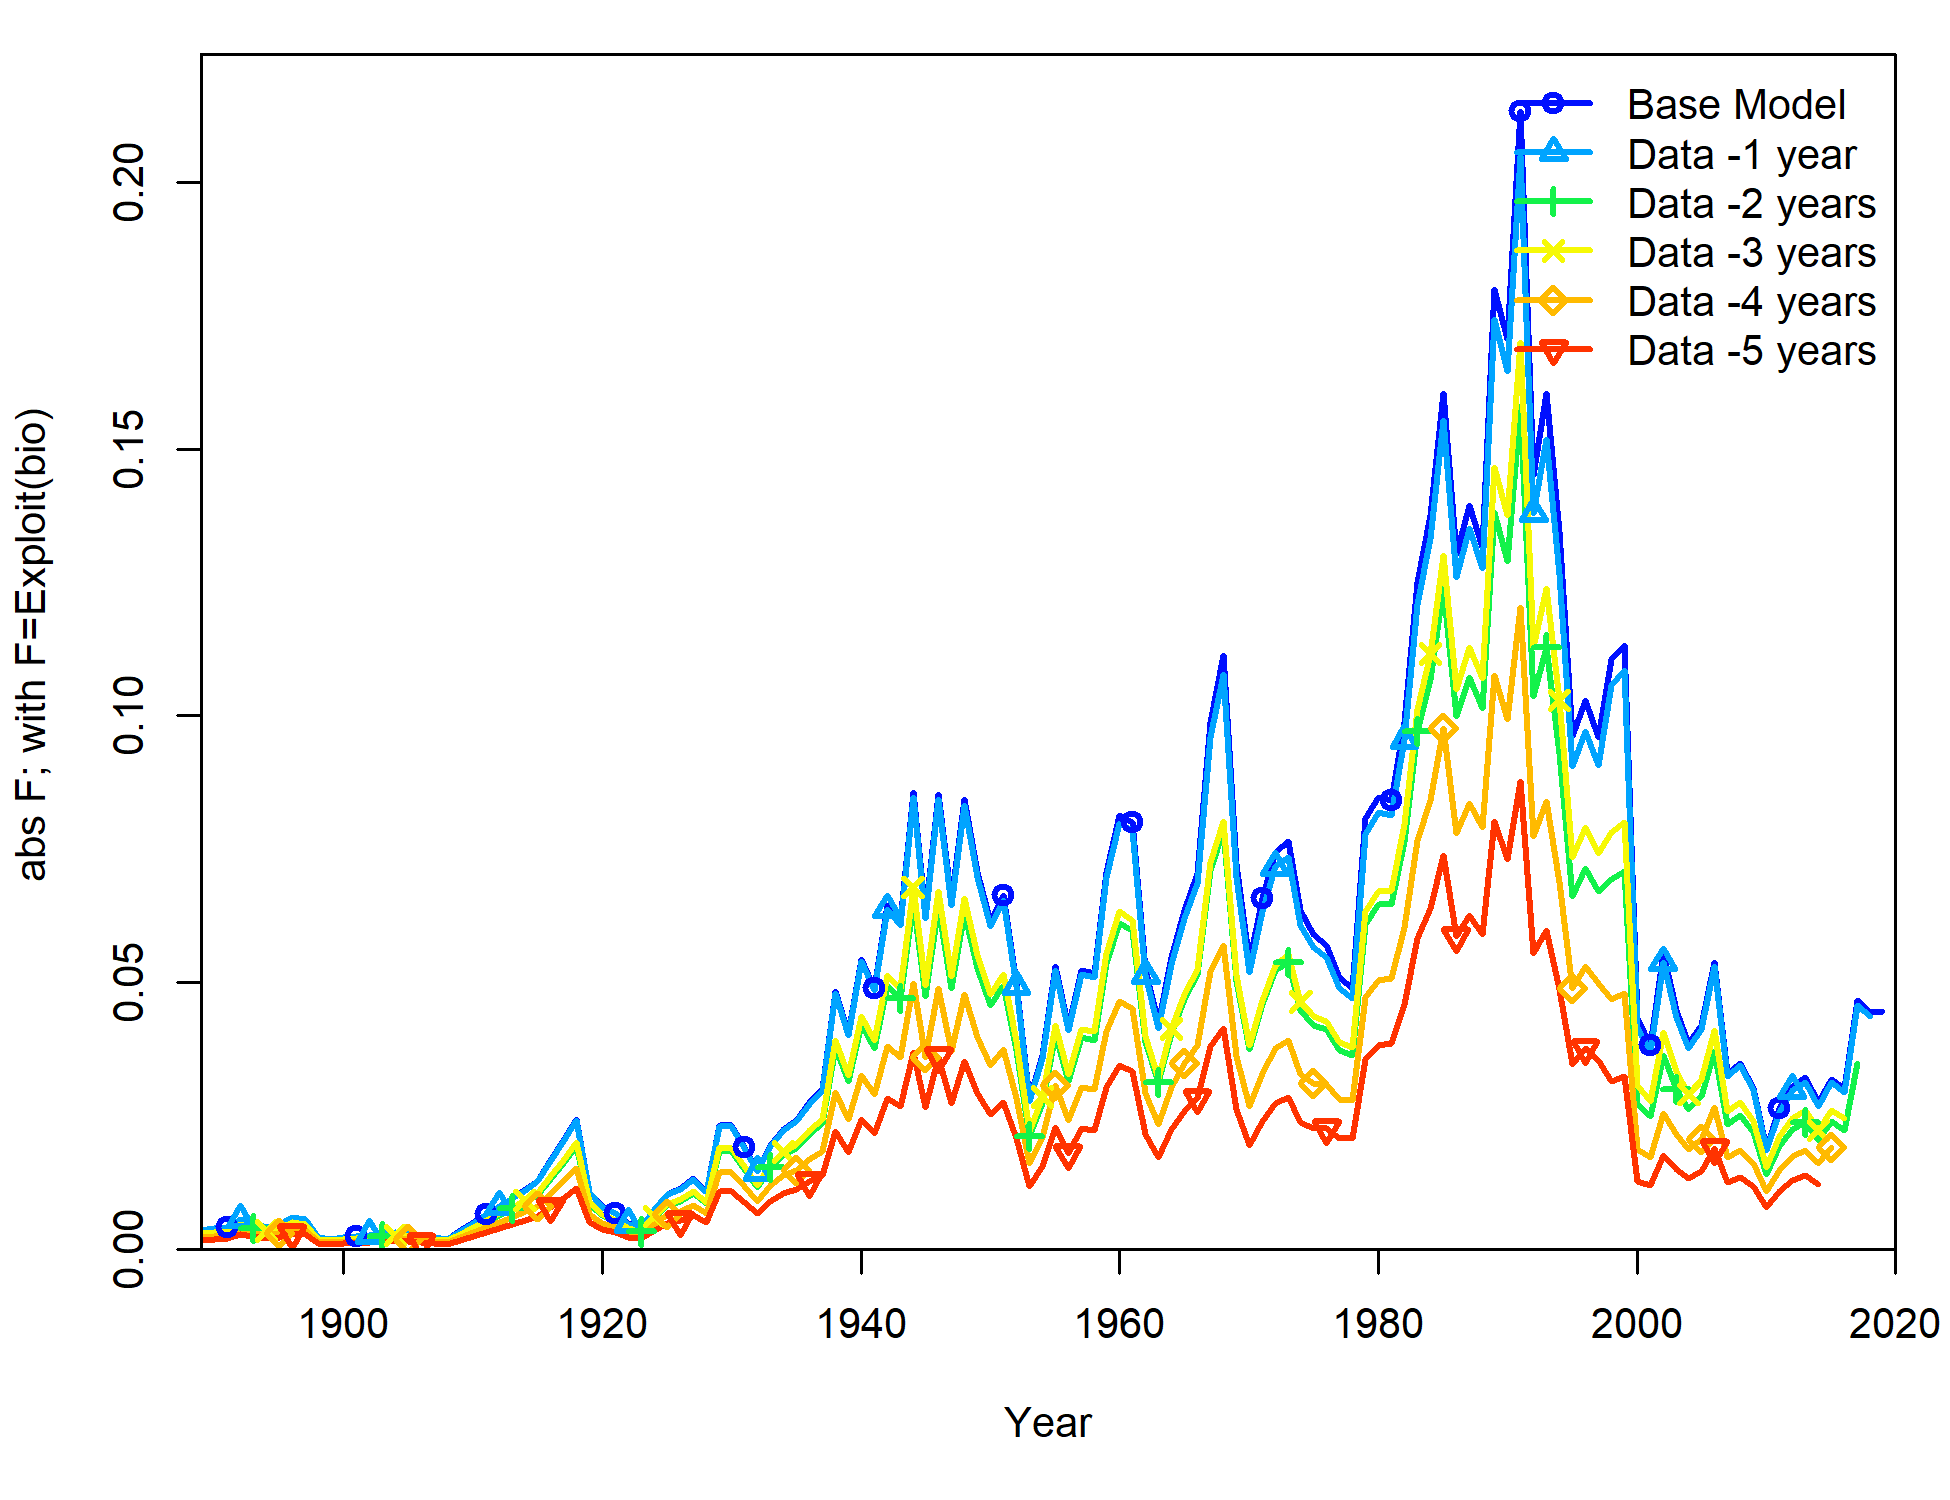 Base Model
Data -1 year
Data -2 years
Data -3 years
Data -4 years
Data -5 years
abs F; with F=Exploit(bio)
0.20
0.15
0.10
0.05
0.00
1900 1920 1940 1960 1980 2000 2020
Year